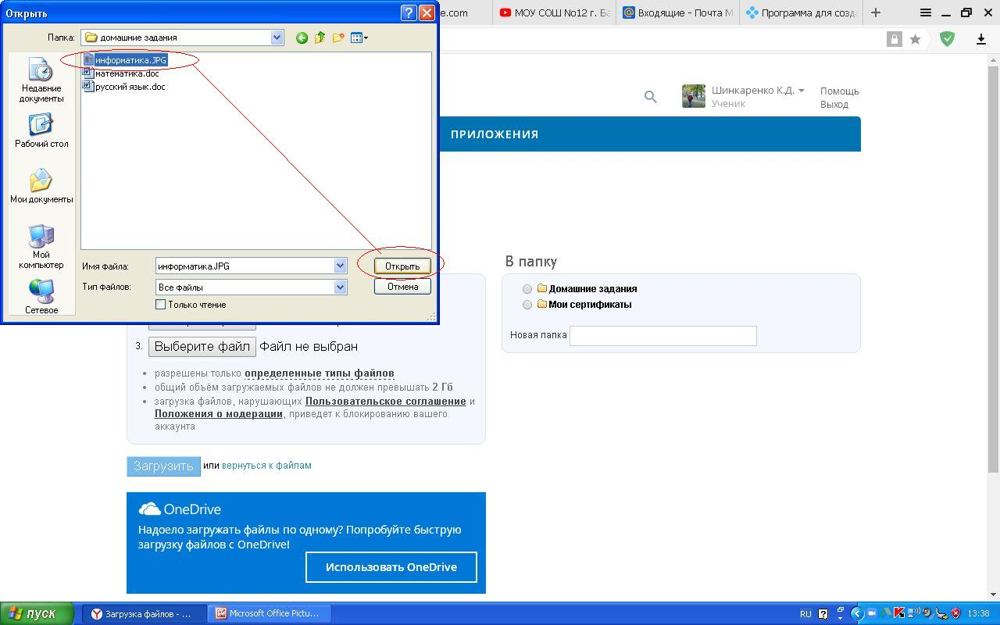 Открыть
e.com
МОУ СОШ No12 г. Ба
Входящие - Почта M
Программа для созда
Папка: домашние задания
информатика.JPG
математика.doc
русский язык.doc
Недавние документы
Рабочий стол
Мои документы
Мой компьютер
Сетевое
Имя файла: информатика.JPG
Открыть
Тип файлов: Все файлы
Отмена
Только чтение
Шинкаренко К.Д.
Ученик
Помощь
Выход
ПРИЛОЖЕНИЯ
В папку
Домашние задания
Мои сертификаты
Новая папка
3. Выберите файл Файл не выбран
разрешены только определенные типы файлов
общий объём загружаемых файлов не должен превышать 2 Гб
загрузка файлов, нарушающих Пользовательское соглашение и
Положения о модерации, приведет к блокированию вашего
аккаунта
Загрузить или вернуться к файлам
OneDrive
Надоело загружать файлы по одному? Попробуйте быструю
загрузку файлов с OneDrive!
Использовать OneDrive
пуск
Загрузка файлов - ...
Microsoft Office Pictu...
RU
13:38